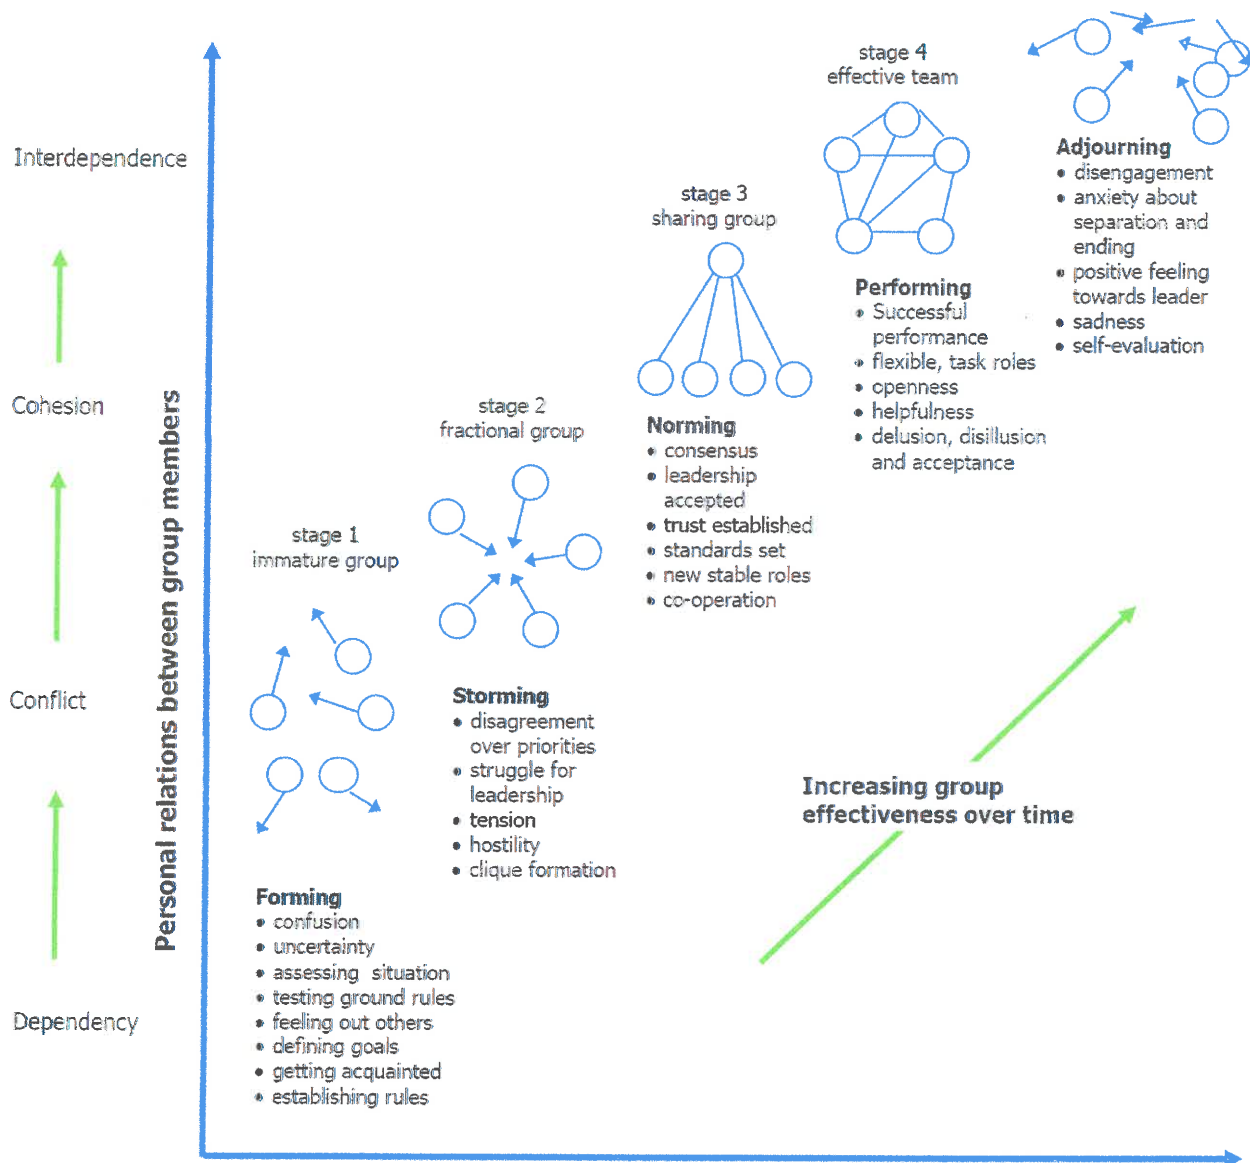 Interdependence
Cohesion
Conflict
Dependency
Personal relations between group members
stage 1
immature group
Forming
• confusion
• uncertainty
• assessing situation
• testing ground rules
• feeling out others
• defining goals
• getting acquainted
• establishing rules
stage 2
fractional group
Storming
• disagreement
over priorities
• struggle for
leadership
• tension
• hostility
• clique formation
stage 3
sharing group
Norming
• consensus
• leadership
accepted
• trust established
• standards set
• new stable roles
• co-operation
stage 4
effective team
Performing
• Successful
performance
• flexible, task roles
• openness
• helpfulness
• delusion, disillusion
and acceptance
Adjourning
• disengagement
• anxiety about
separation and
ending
• positive feeling
towards leader
• sadness
• self-evaluation
Increasing group
effectiveness over time